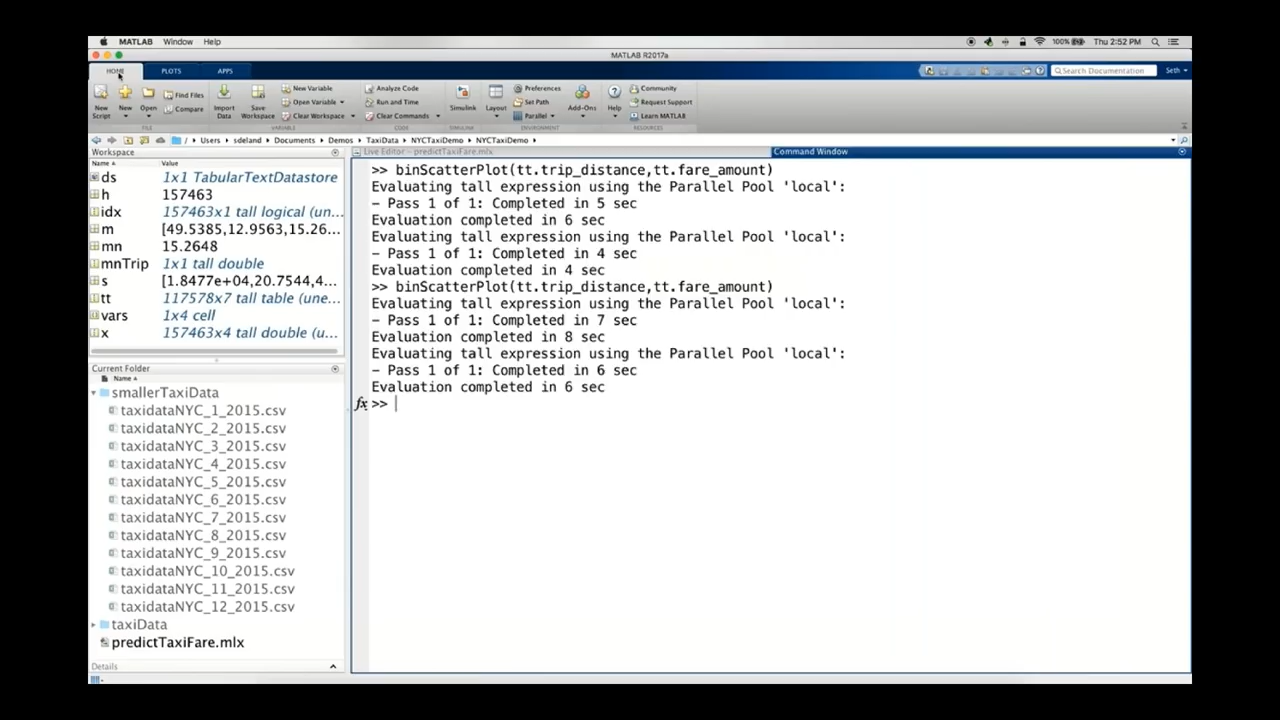 MATLAB Window Help 100% Thu 2:52 PM
MATLAB R2017a
HOME PLOTS APPS Search Documentation Seth
New Script New Open Find Files Compare Import Data Save Workspace New Variable Open Variable Clear Workspace Analyze Code Run and Time Clear Commands Simulink Layout Preferences Set Path Parallel Add-Ons Help Community Request Support Learn MATLAB
FILE VARIABLE CODE SIMULINK ENVIRONMENT RESOURCES
/ Users sdeland Documents Demos TaxiData NYCTaxiDemo NYCTaxiDemo
Workspace
Name Value
ds 1x1 TabularTextDatastore
h 157463
idx 157463x1 tall logical (un...
m [49.5385,12.9563,15.26...
mn 15.2648
mnTrip 1x1 tall double
s [1.8477e+04,20.7544,4...
tt 117578x7 tall table (une...
vars 1x4 cell
x 157463x4 tall double (u...
Current Folder
Name
smallerTaxiData
taxidataNYC_1_2015.csv
taxidataNYC_2_2015.csv
taxidataNYC_3_2015.csv
taxidataNYC_4_2015.csv
taxidataNYC_5_2015.csv
taxidataNYC_6_2015.csv
taxidataNYC_7_2015.csv
taxidataNYC_8_2015.csv
taxidataNYC_9_2015.csv
taxidataNYC_10_2015.csv
taxidataNYC_11_2015.csv
taxidataNYC_12_2015.csv
taxiData
predictTaxiFare.mlx
Details
Live Editor - predictTaxiFare.mlx Command Window
>> binScatterPlot(tt.trip_distance,tt.fare_amount)
Evaluating tall expression using the Parallel Pool 'local':
- Pass 1 of 1: Completed in 5 sec
Evaluation completed in 6 sec
Evaluating tall expression using the Parallel Pool 'local':
- Pass 1 of 1: Completed in 4 sec
Evaluation completed in 4 sec
>> binScatterPlot(tt.trip_distance,tt.fare_amount)
Evaluating tall expression using the Parallel Pool 'local':
- Pass 1 of 1: Completed in 7 sec
Evaluation completed in 8 sec
Evaluating tall expression using the Parallel Pool 'local':
- Pass 1 of 1: Completed in 6 sec
Evaluation completed in 6 sec
fx >>